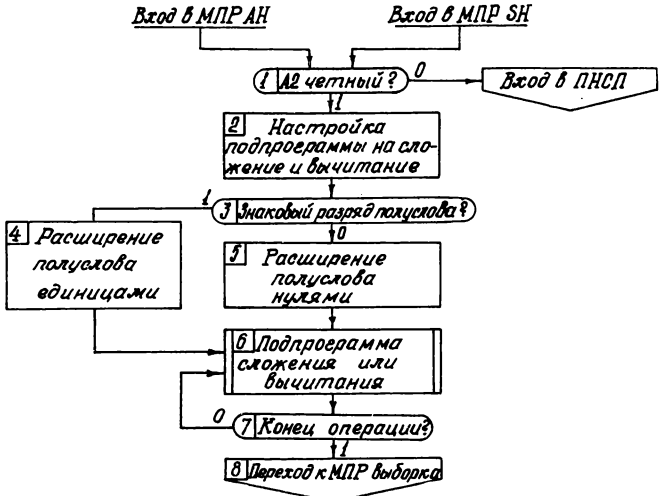 Вход в МПР AH
Вход в МПР SH
1 A2 четный?
0
Вход в ПНСП
1
2 Настройка
подпрограммы на сло-
жение и вычитание
1
3 Знаковый разряд полуслова?
0
4 Расширение
полуслова
единицами
5 Расширение
полуслова
нулями
6 Подпрограмма
сложения или
вычитания
0
7 Конец операции?
1
8 Переход к МПР выборка